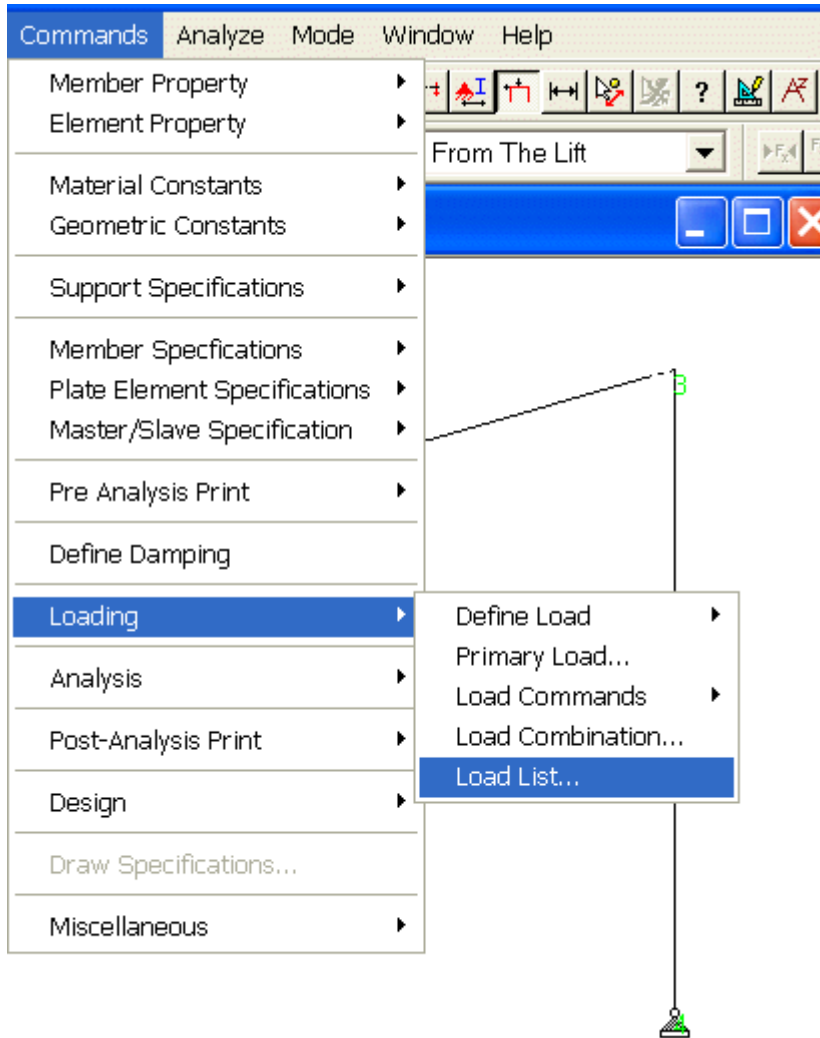 Commands Analyze Mode Window Help
Member Property
Element Property
?
From The Lift
Material Constants
Geometric Constants
Support Specifications
Member Specfications
Plate Element Specifications
Master/Slave Specification
3
Pre Analysis Print
Define Damping
Loading
Define Load
Primary Load...
Analysis
Load Commands
Post-Analysis Print
Load Combination...
Load List...
Design
Draw Specifications...
Miscellaneous